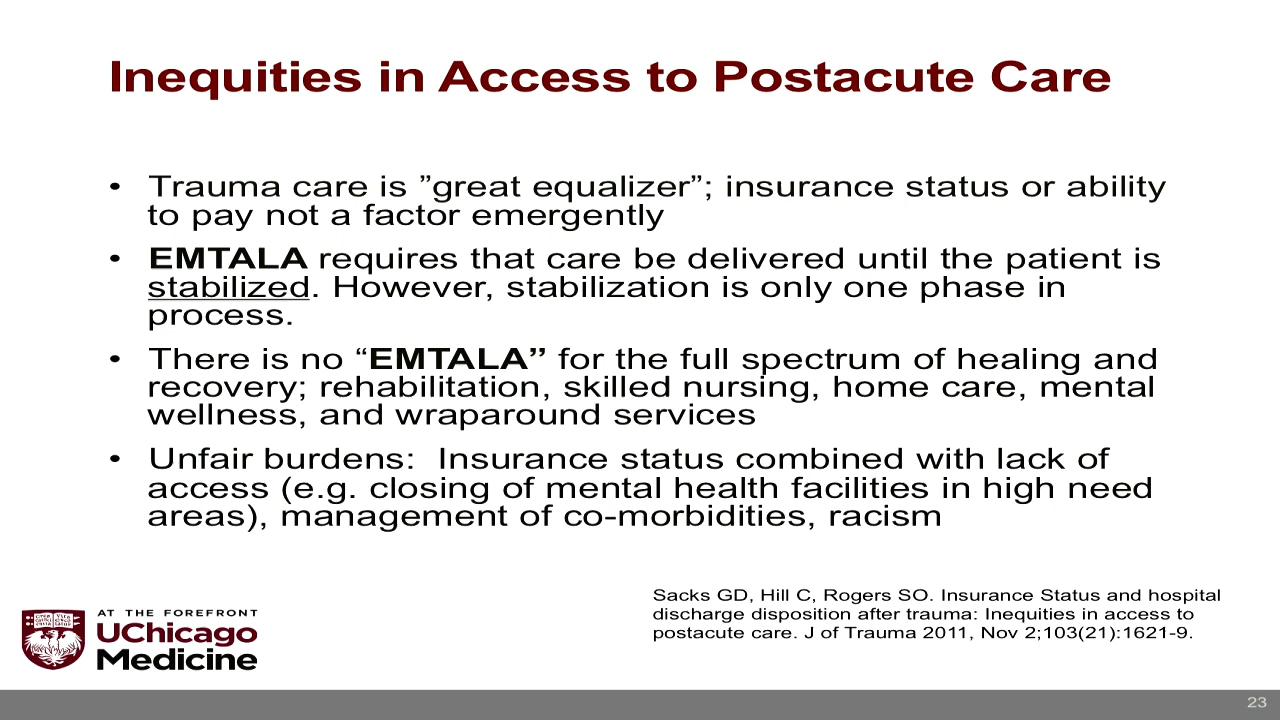 Inequities in Access to Postacute Care
• Trauma care is ”great equalizer”; insurance status or ability
to pay not a factor emergently
• EMTALA requires that care be delivered until the patient is
stabilized. However, stabilization is only one phase in
process.
• There is no “EMTALA” for the full spectrum of healing and
recovery; rehabilitation, skilled nursing, home care, mental
wellness, and wraparound services
• Unfair burdens:  Insurance status combined with lack of
access (e.g. closing of mental health facilities in high need
areas), management of co-morbidities, racism
Sacks GD, Hill C, Rogers SO. Insurance Status and hospital
discharge disposition after trauma: Inequities in access to
postacute care. J of Trauma 2011, Nov 2;103(21):1621-9.
AT THE FOREFRONT
UChicago
Medicine
23